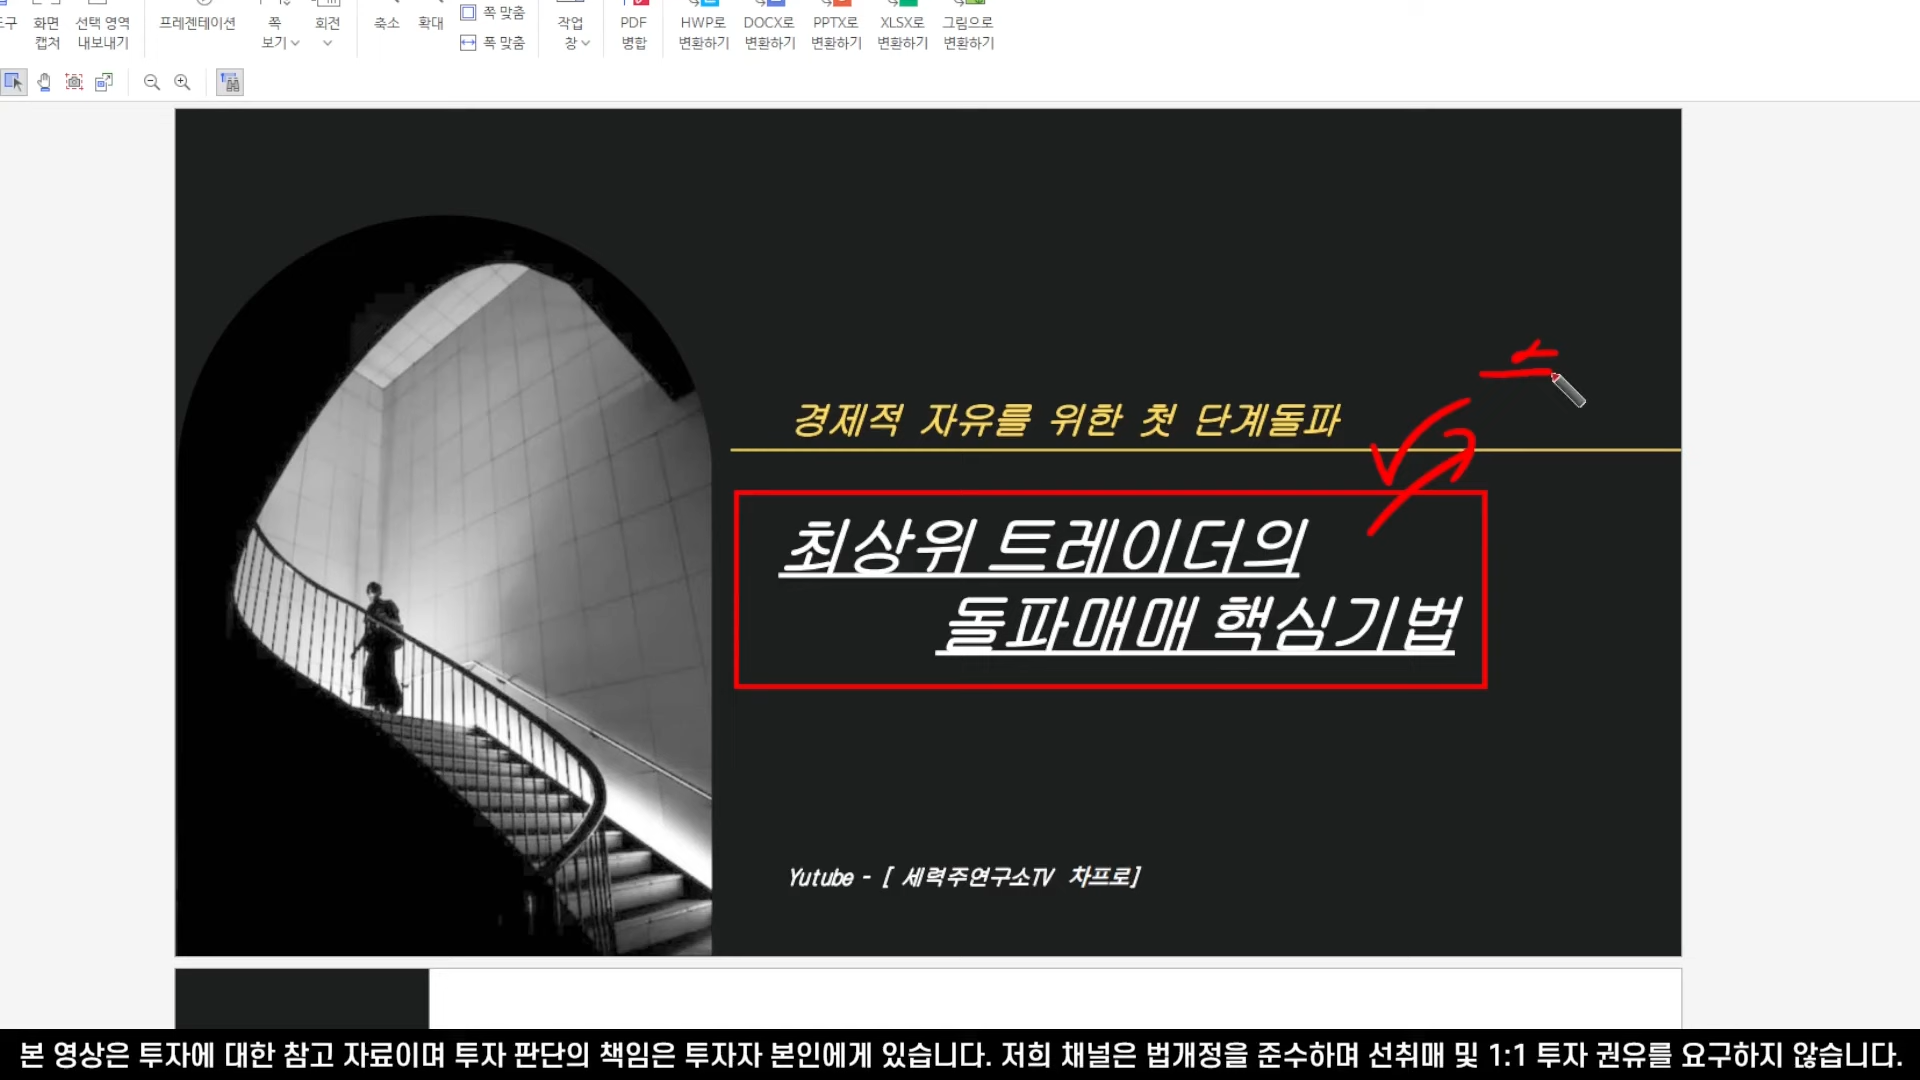 도구 화면 캡처 선택 영역 내보내기 프레젠테이션 쪽 보기 회전 축소 확대 쪽 맞춤 폭 맞춤 작업 창 PDF 병합 HWP로 변환하기 DOCX로 변환하기 PPTX로 변환하기 XLSX로 변환하기 그림으로 변환하기
경제적 자유를 위한 첫 단계돌파
최상위 트레이더의
돌파매매 핵심기법
Yutube - [ 세력주연구소TV 차프로]
본 영상은 투자에 대한 참고 자료이며 투자 판단의 책임은 투자자 본인에게 있습니다. 저희 채널은 법개정을 준수하며 선취매 및 1:1 투자 권유를 요구하지 않습니다.